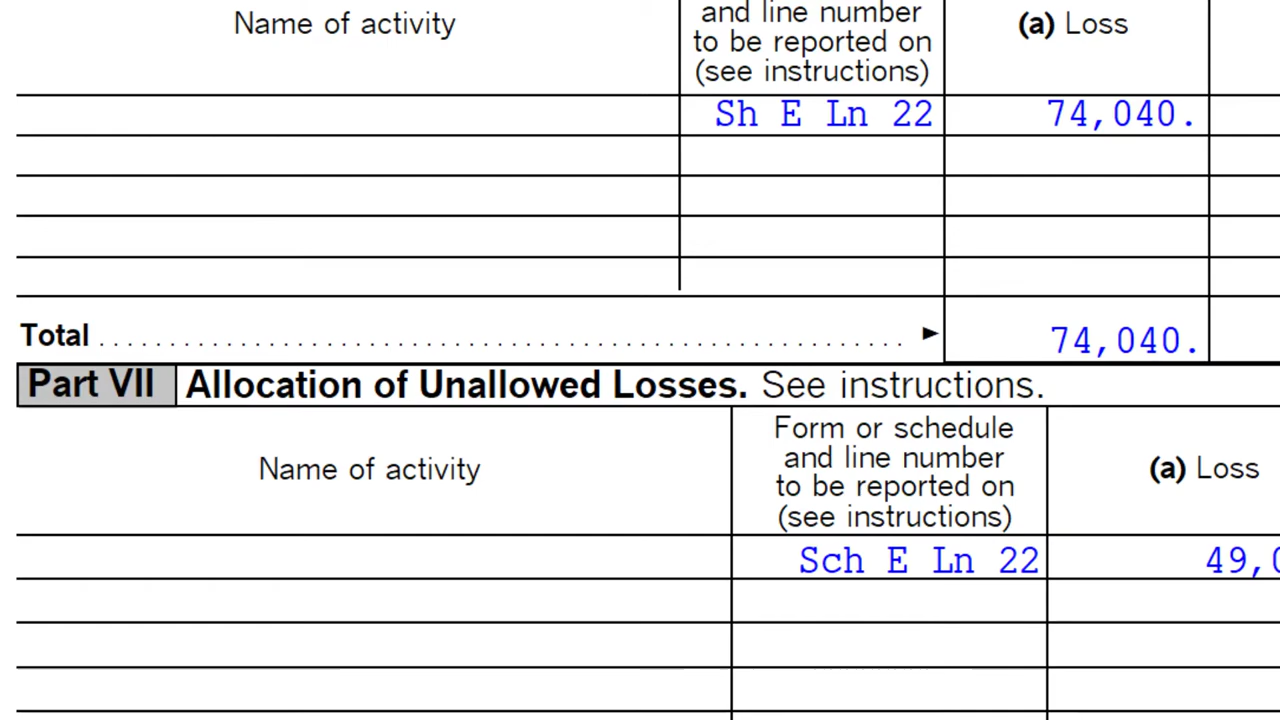 Name of activity
and line number
to be reported on
(see instructions)
(a) Loss
Sh E Ln 22
74,040.
Total
74,040.
Part VII Allocation of Unallowed Losses. See instructions.
Name of activity
Form or schedule
and line number
to be reported on
(see instructions)
(a) Loss
Sch E Ln 22
49,0